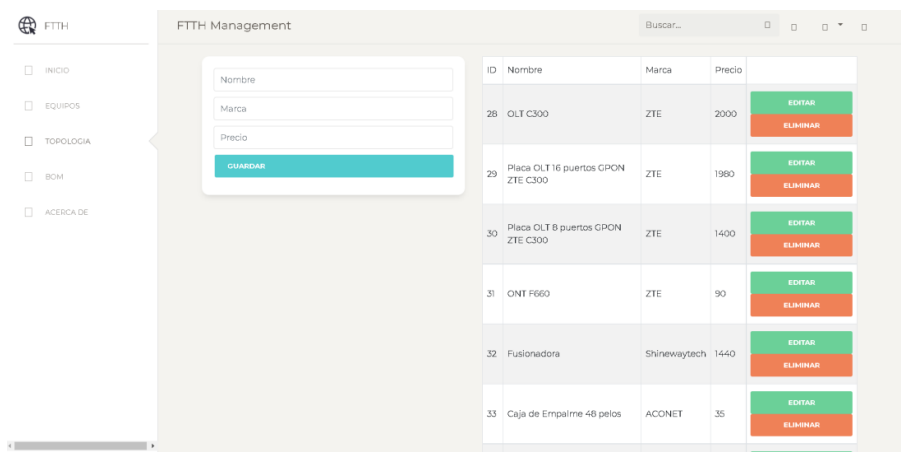 FTTH
FTTH Management
Buscar...
INICIO
EQUIPOS
TOPOLOGIA
BOM
ACERCA DE
Nombre
Marca
Precio
GUARDAR
ID Nombre Marca Precio
28 OLT C300 ZTE 2000
EDITAR
ELIMINAR
29 Placa OLT 16 puertos GPON ZTE 1980
ZTE C300
EDITAR
ELIMINAR
30 Placa OLT 8 puertos GPON ZTE 1400
ZTE C300
EDITAR
ELIMINAR
31 ONT F660 ZTE 90
EDITAR
ELIMINAR
32 Fusionadora Shinewaytech 1440
EDITAR
ELIMINAR
33 Caja de Empalme 48 pelos ACONET 35
EDITAR
ELIMINAR